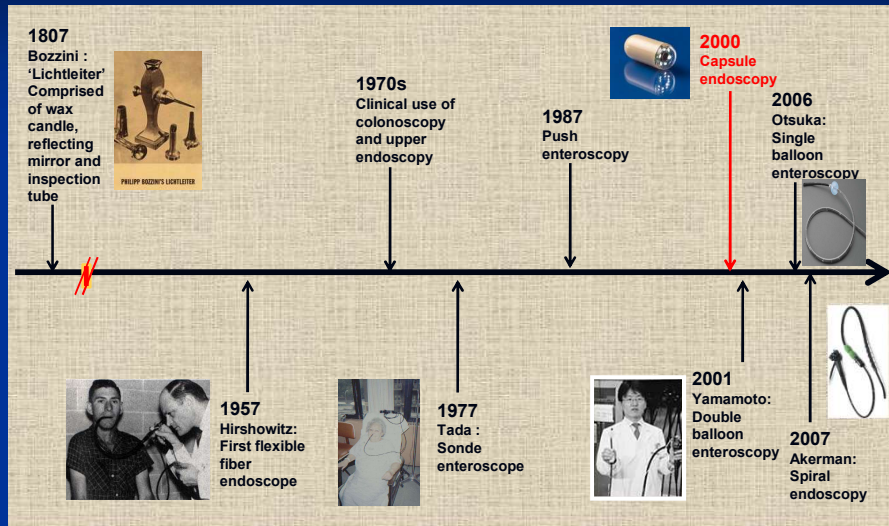 1807
Bozzini :
‘Lichtleiter’
Comprised
of wax
candle,
reflecting
mirror and
inspection
tube
PHILIPP BOZZINI'S LICHTLEITER
1970s
Clinical use of
colonoscopy
and upper
endoscopy
1987
Push
enteroscopy
2000
Capsule
endoscopy
2006
Otsuka:
Single
balloon
enteroscopy
1957
Hirshowitz:
First flexible
fiber
endoscope
1977
Tada :
Sonde
enteroscope
2001
Yamamoto:
Double
balloon
enteroscopy
2007
Akerman:
Spiral
endoscopy